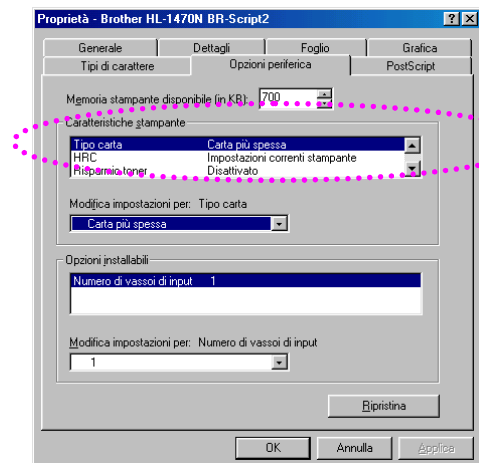 Proprietà - Brother HL-1470N BR-Script2
Generale Dettagli Foglio Grafica
Tipi di carattere Opzioni periferica PostScript
Memoria stampante disponibile (in KB): 700
Caratteristiche stampante
Tipo carta Carta più spessa
HRC Impostazioni correnti stampante
Risparmio toner Disattivato
Modifica impostazioni per: Tipo carta
Carta più spessa
Opzioni installabili
Numero di vassoi di input 1
Modifica impostazioni per: Numero di vassoi di input
1
Ripristina
OK Annulla Applica